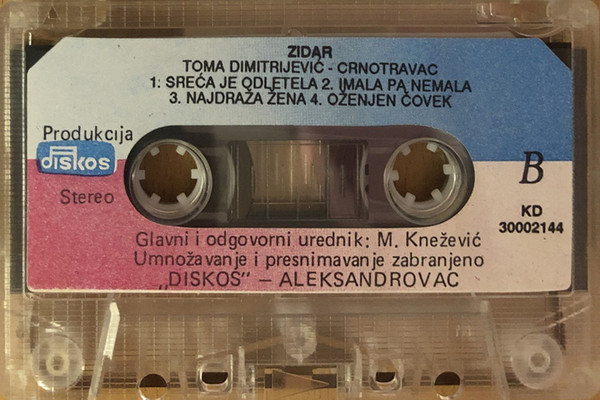 ZIDAR
TOMA DIMITRIJEVIĆ - CRNOTRAVAC
1: SREĆA JE ODLETELA 2. IMALA PA NEMALA
3. NAJDRAŽA ŽENA 4. OŽENJEN ČOVEK
Produkcija
diskos
Stereo
B
KD
30002144
Glavni i odgovorni urednik: M. Knežević
Umnožavanje i presnimavanje zabranjeno
„DISKOS" – ALEKSANDROVAC